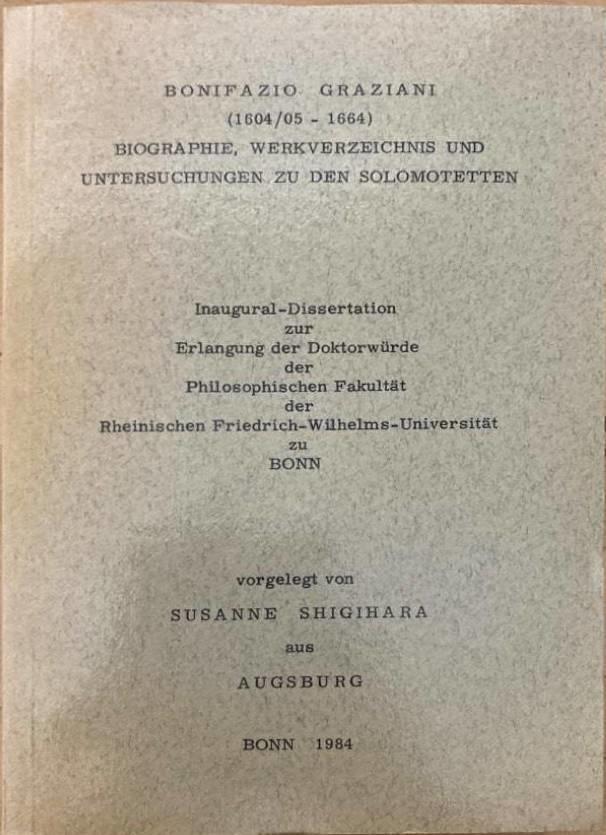 BONIFAZIO GRAZIANI
(1604/05 - 1664)
BIOGRAPHIE, WERKVERZEICHNIS UND
UNTERSUCHUNGEN ZU DEN SOLOMOTETTEN
Inaugural-Dissertation
zur
Erlangung der Doktorwürde
der
Philosophischen Fakultät
der
Rheinischen Friedrich-Wilhelms-Universität
zu
BONN
vorgelegt von
SUSANNE SHIGIHARA
aus
AUGSBURG
BONN 1984